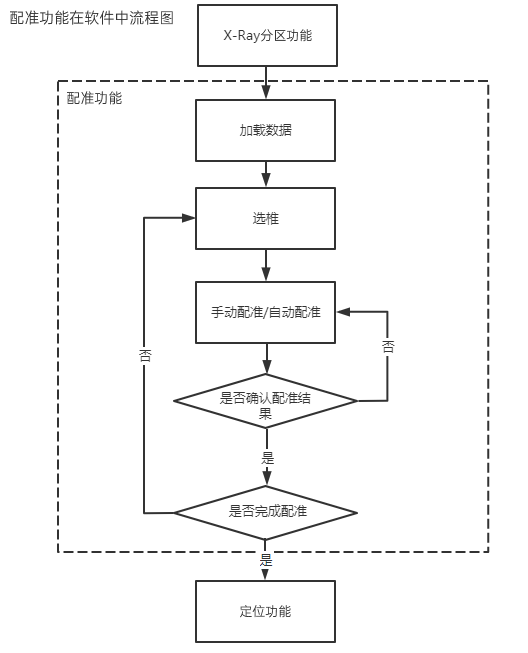 配准功能在软件中流程图
X-Ray分区功能
配准功能
加载数据
选椎
手动配准/自动配准
否
否
是否确认配准结
果
是
是否完成配准
是
定位功能